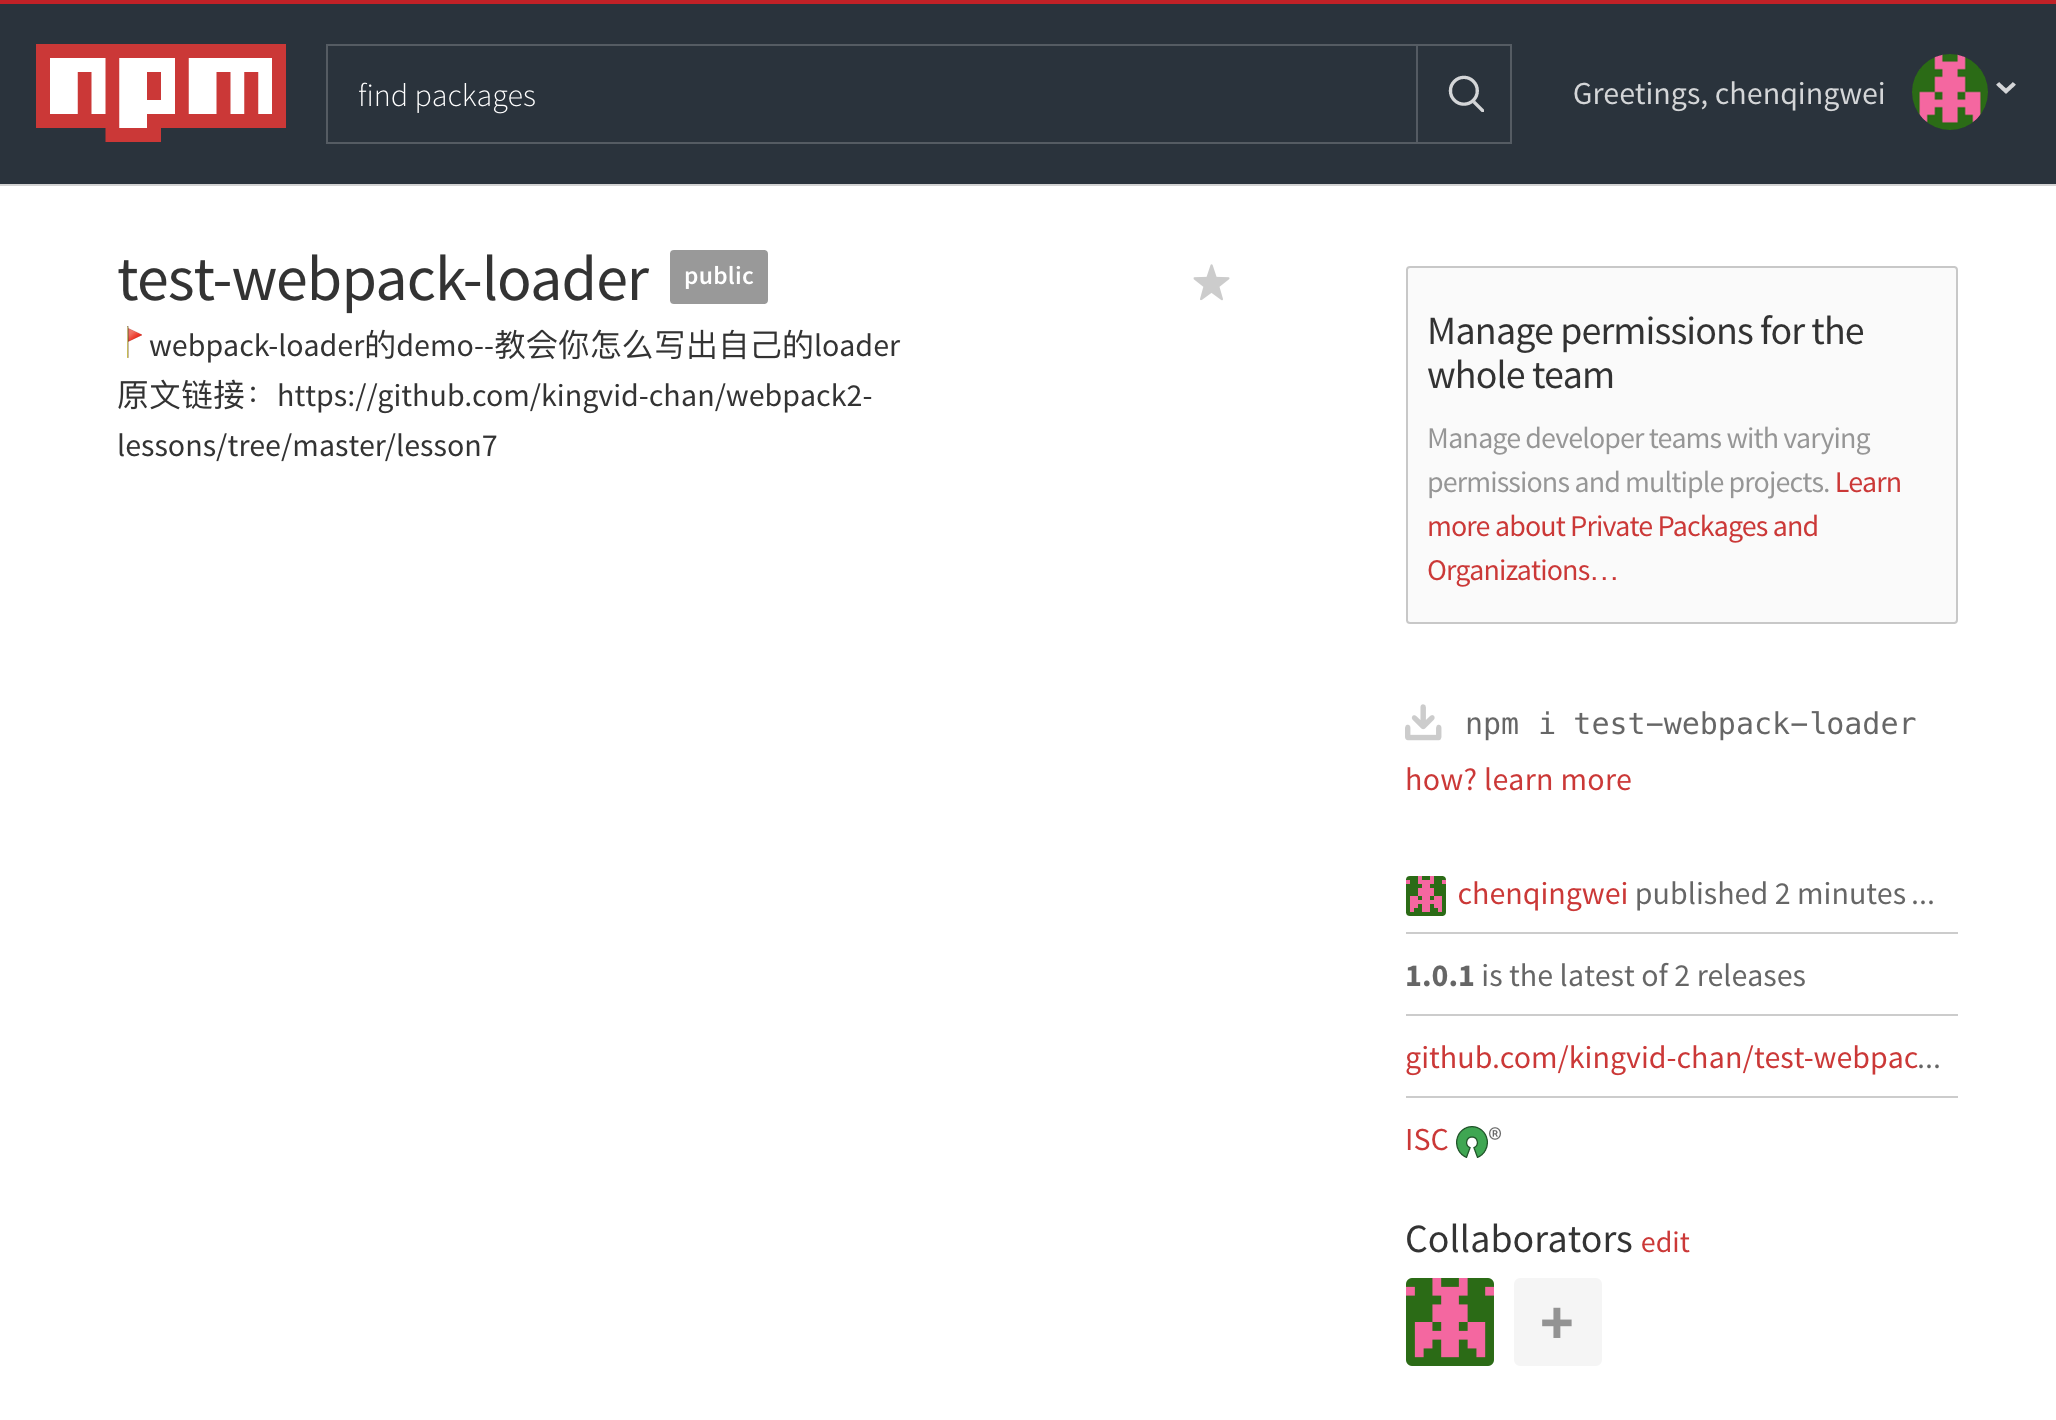 npm
find packages
Greetings, chenqingwei
test-webpack-loader public
🚩webpack-loader的demo--教会你怎么写出自己的loader
原文链接：https://github.com/kingvid-chan/webpack2-
lessons/tree/master/lesson7
Manage permissions for the
whole team
Manage developer teams with varying
permissions and multiple projects. Learn
more about Private Packages and
Organizations…
npm i test-webpack-loader
how? learn more
chenqingwei published 2 minutes ...
1.0.1 is the latest of 2 releases
github.com/kingvid-chan/test-webpac...
ISC ®
Collaborators edit
+